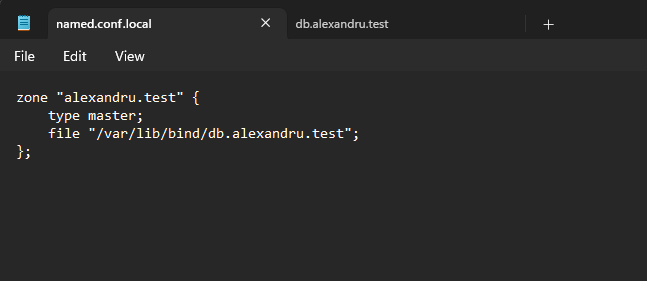 named.conf.local
db.alexandru.test
File Edit View
zone "alexandru.test" {
    type master;
    file "/var/lib/bind/db.alexandru.test";
};